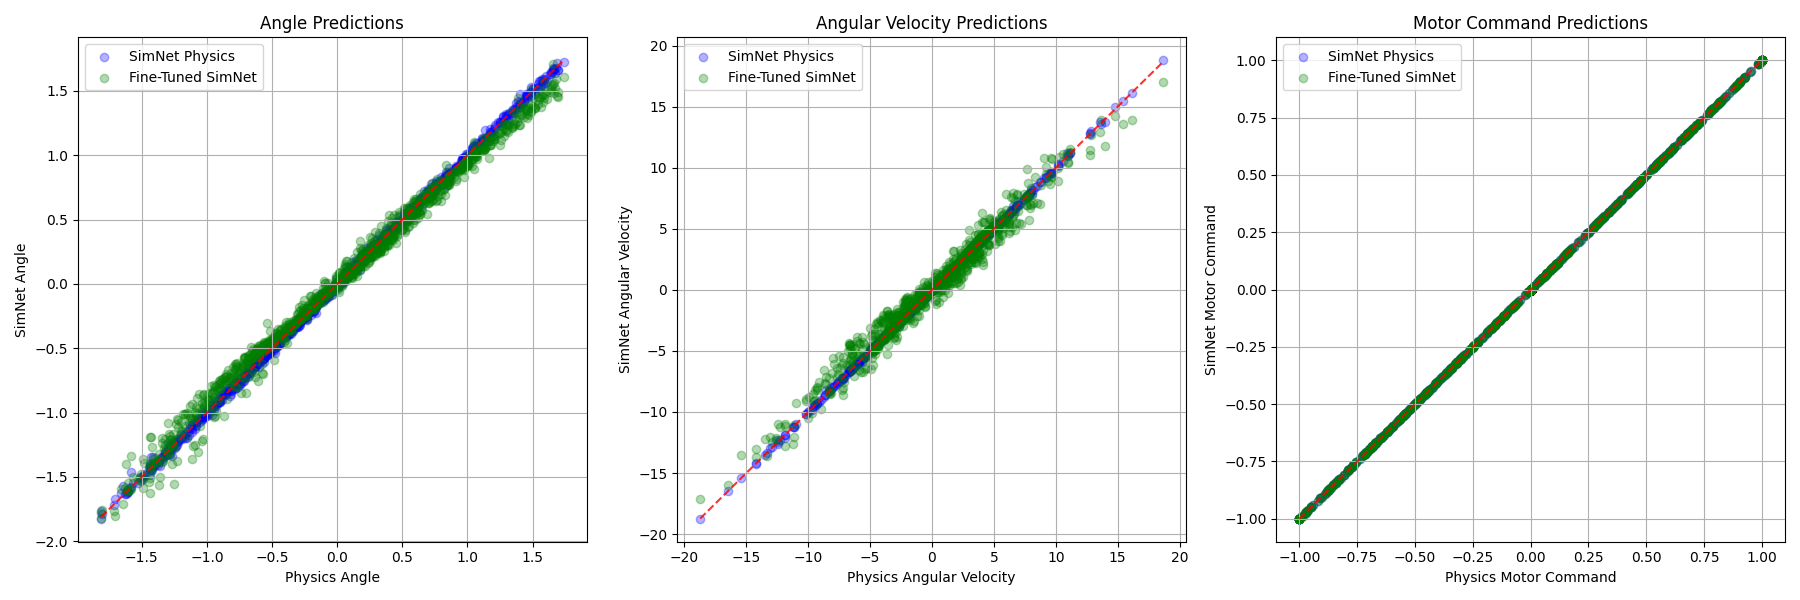 Angle Predictions
SimNet Physics
Fine-Tuned SimNet
SimNet Angle
1.5
1.0
0.5
0.0
−0.5
−1.0
−1.5
−2.0
−1.5 −1.0 −0.5 0.0 0.5 1.0 1.5
Physics Angle
Angular Velocity Predictions
SimNet Physics
Fine-Tuned SimNet
SimNet Angular Velocity
20
15
10
5
0
−5
−10
−15
−20
−20 −15 −10 −5 0 5 10 15 20
Physics Angular Velocity
Motor Command Predictions
SimNet Physics
Fine-Tuned SimNet
SimNet Motor Command
1.00
0.75
0.50
0.25
0.00
−0.25
−0.50
−0.75
−1.00
−1.00 −0.75 −0.50 −0.25 0.00 0.25 0.50 0.75 1.00
Physics Motor Command